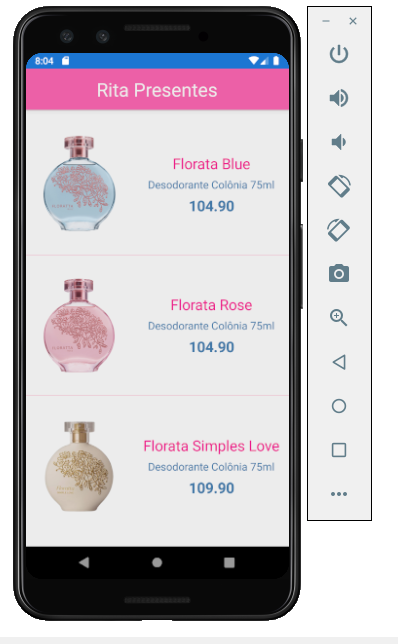 8:04
Rita Presentes
Florata Blue
Desodorante Colônia 75ml
104.90
Florata Rose
Desodorante Colônia 75ml
104.90
Florata Simples Love
Desodorante Colônia 75ml
109.90